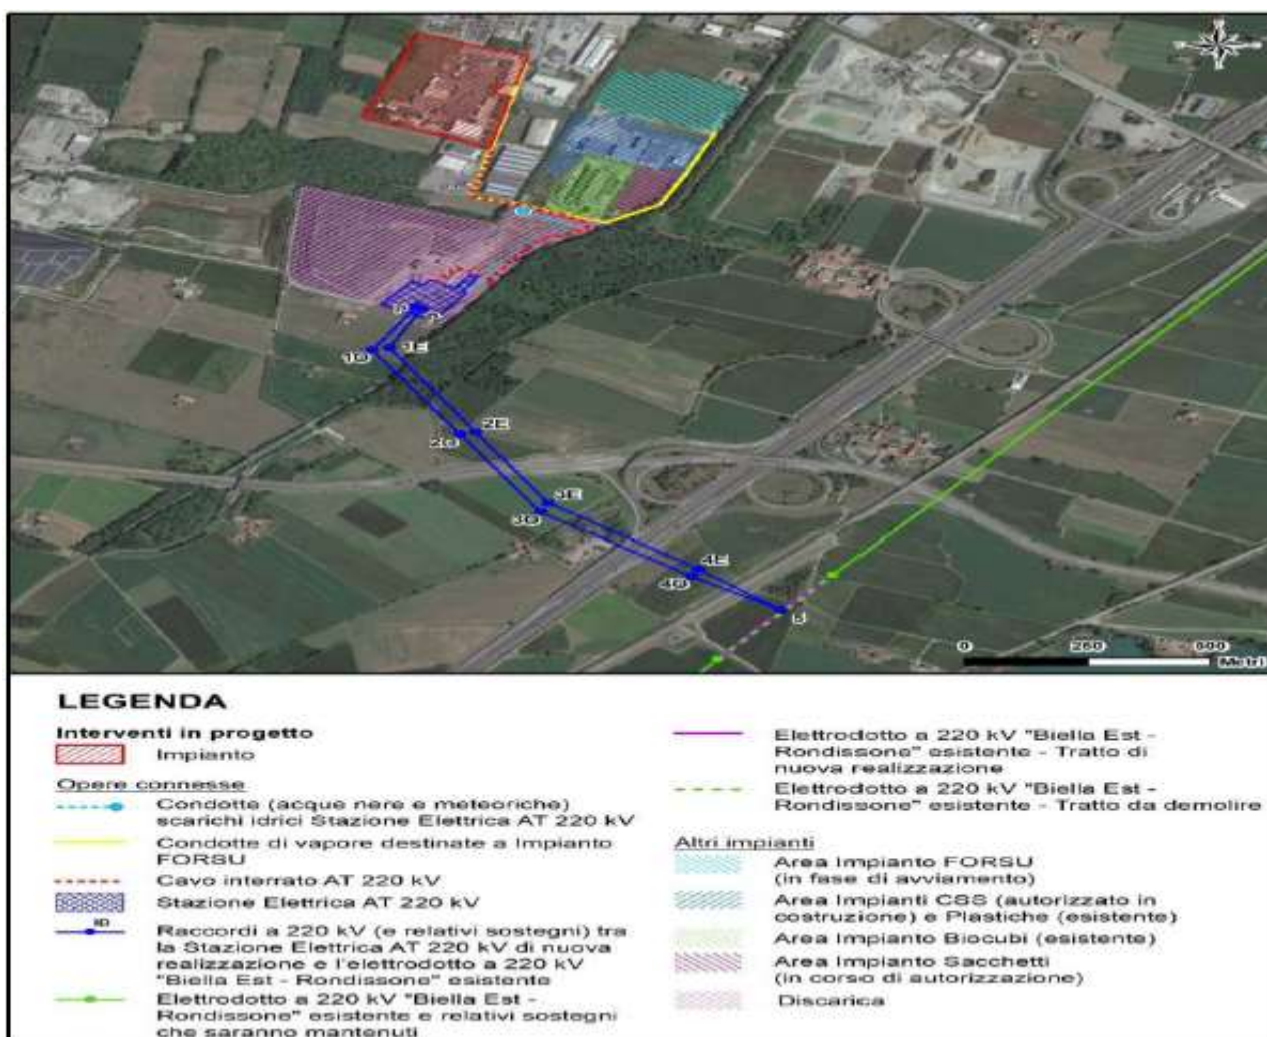 1O
1E
2O
2E
3E
3O
4E
4O
5
0
250
500
Metri
LEGENDA
Interventi in progetto
Impianto
Opere connesse
Condotte (acque nere e meteoriche)
scarichi idrici Stazione Elettrica AT 220 kV
Condotte di vapore destinate a Impianto
FORSU
Cavo interrato AT 220 kV
Stazione Elettrica AT 220 kV
ID
Raccordi a 220 kV (e relativi sostegni) tra
la Stazione Elettrica AT 220 kV di nuova
realizzazione e l'elettrodotto a 220 kV
"Biella Est - Rondissone" esistente
Elettrodotto a 220 kV "Biella Est -
Rondissone" esistente e relativi sostegni
che saranno mantenuti
Elettrodotto a 220 kV "Biella Est -
Rondissone" esistente - Tratto di
nuova realizzazione
Elettrodotto a 220 kV "Biella Est -
Rondissone" esistente - Tratto da demolire
Altri impianti
Area Impianto FORSU
(in fase di avviamento)
Area Impianti CSS (autorizzato in
costruzione) e Plastiche (esistente)
Area Impianto Biocubi (esistente)
Area Impianto Sacchetti
(in corso di autorizzazione)
Discarica